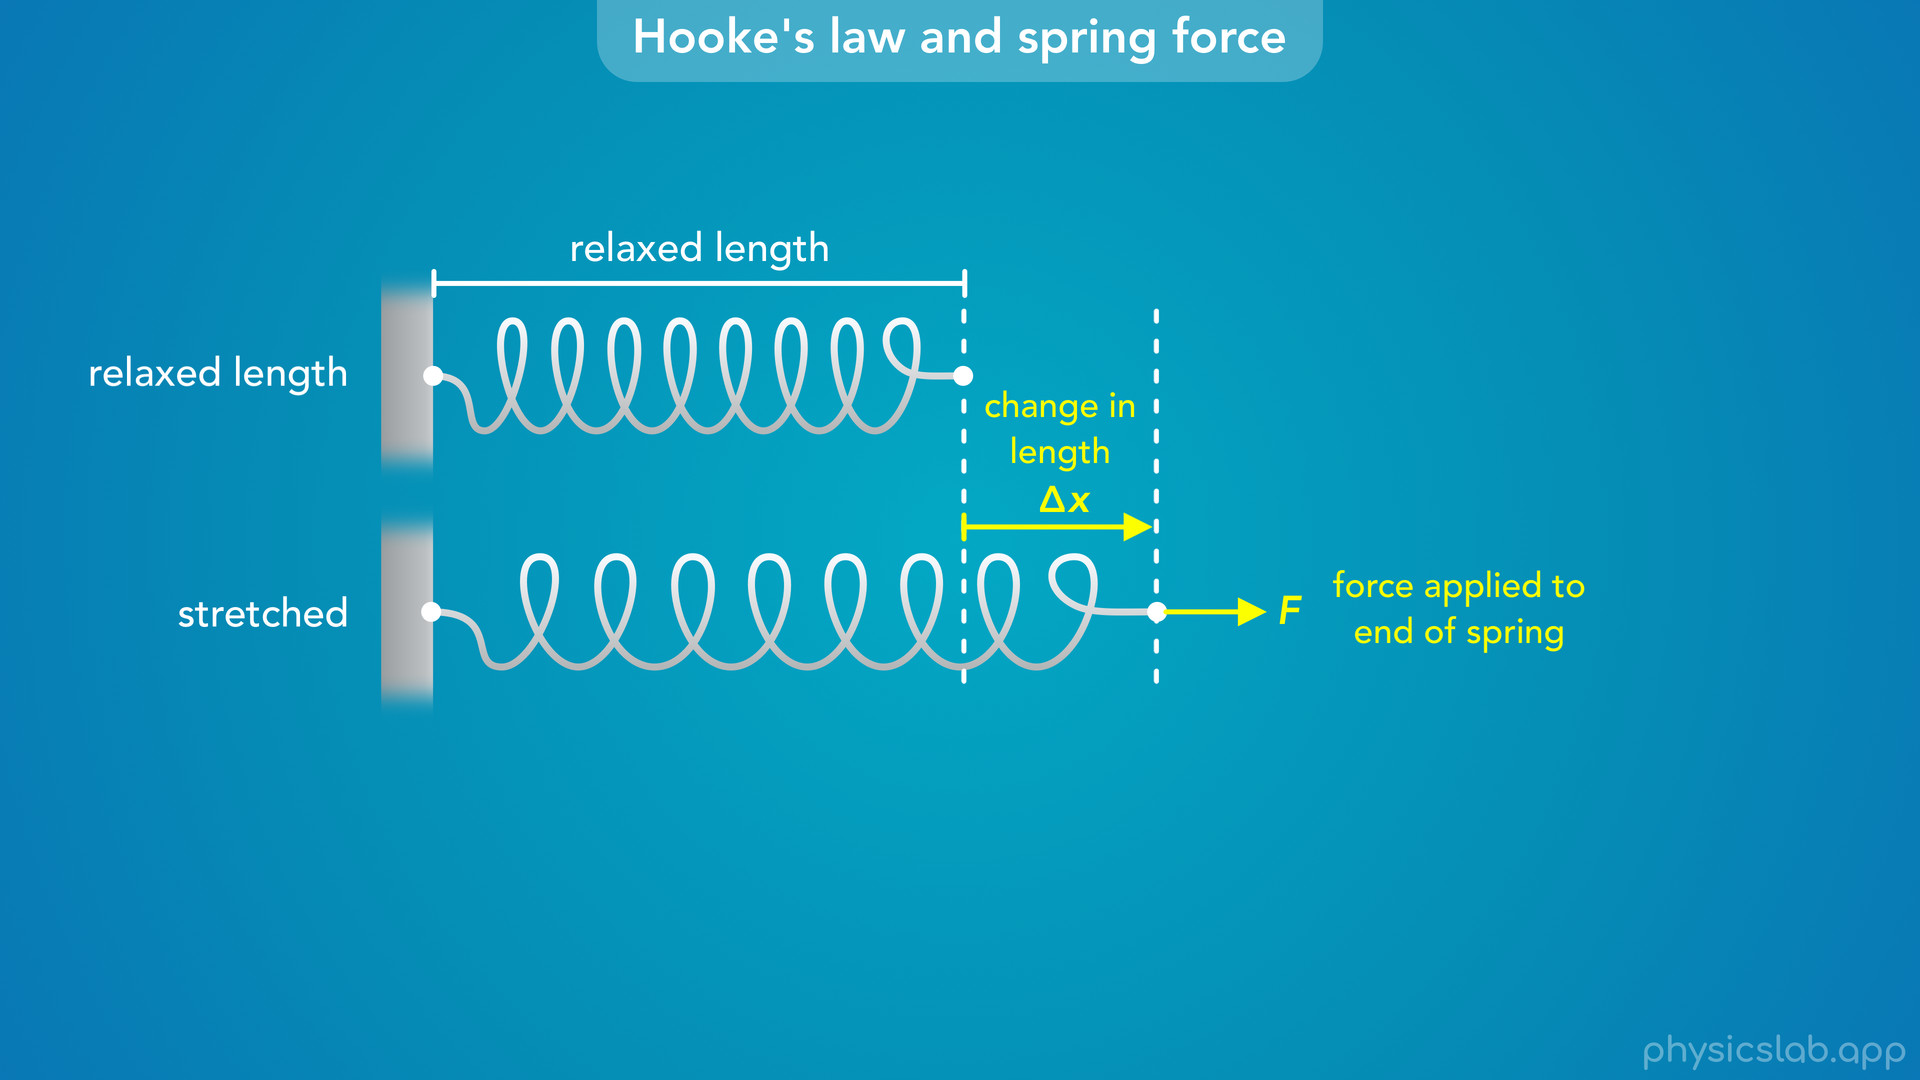 Hooke's law and spring force
relaxed length
relaxed length
change in
length
Δx
stretched
F
force applied to
end of spring
physicslab.app